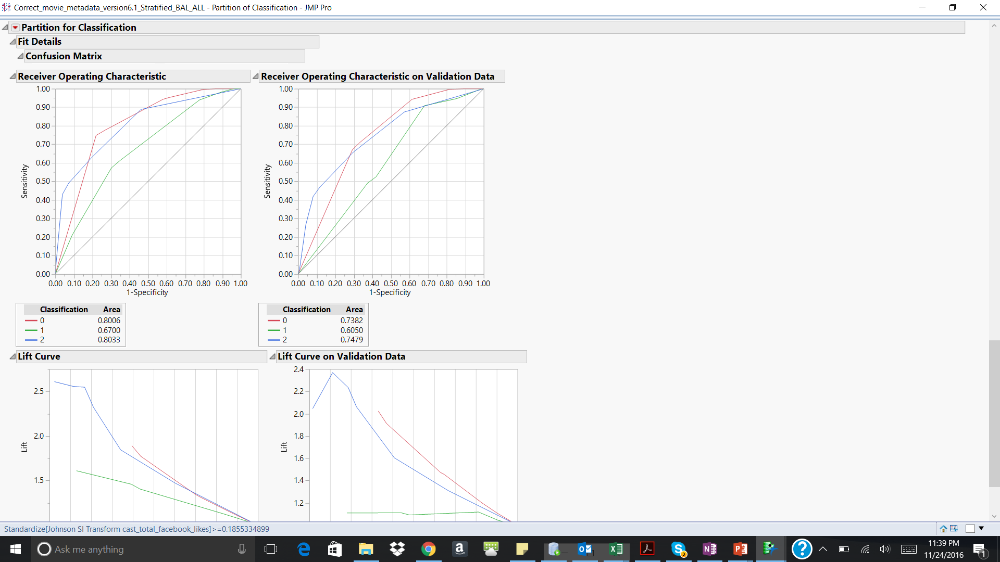 Correct_movie_metadata_version6.1_Stratified_BAL_ALL - Partition of Classification - JMP Pro
Partition for Classification
Fit Details
Confusion Matrix
Receiver Operating Characteristic
1.00
0.90
0.80
0.70
0.60
0.50
0.40
0.30
0.20
0.10
0.00
Sensitivity
0.00 0.10 0.20 0.30 0.40 0.50 0.60 0.70 0.80 0.90 1.00
1-Specificity
Classification Area
0 0.8006
1 0.6700
2 0.8033
Receiver Operating Characteristic on Validation Data
1.00
0.90
0.80
0.70
0.60
0.50
0.40
0.30
0.20
0.10
0.00
Sensitivity
0.00 0.10 0.20 0.30 0.40 0.50 0.60 0.70 0.80 0.90 1.00
1-Specificity
Classification Area
0 0.7382
1 0.6050
2 0.7479
Lift Curve
2.5
2.0
1.5
Lift
Lift Curve on Validation Data
2.4
2.2
2.0
1.8
1.6
1.4
1.2
Lift
Standardize[Johnson Sl Transform cast_total_facebook_likes]>=0.1855334899
Ask me anything
3
11:39 PM
11/24/2016
1